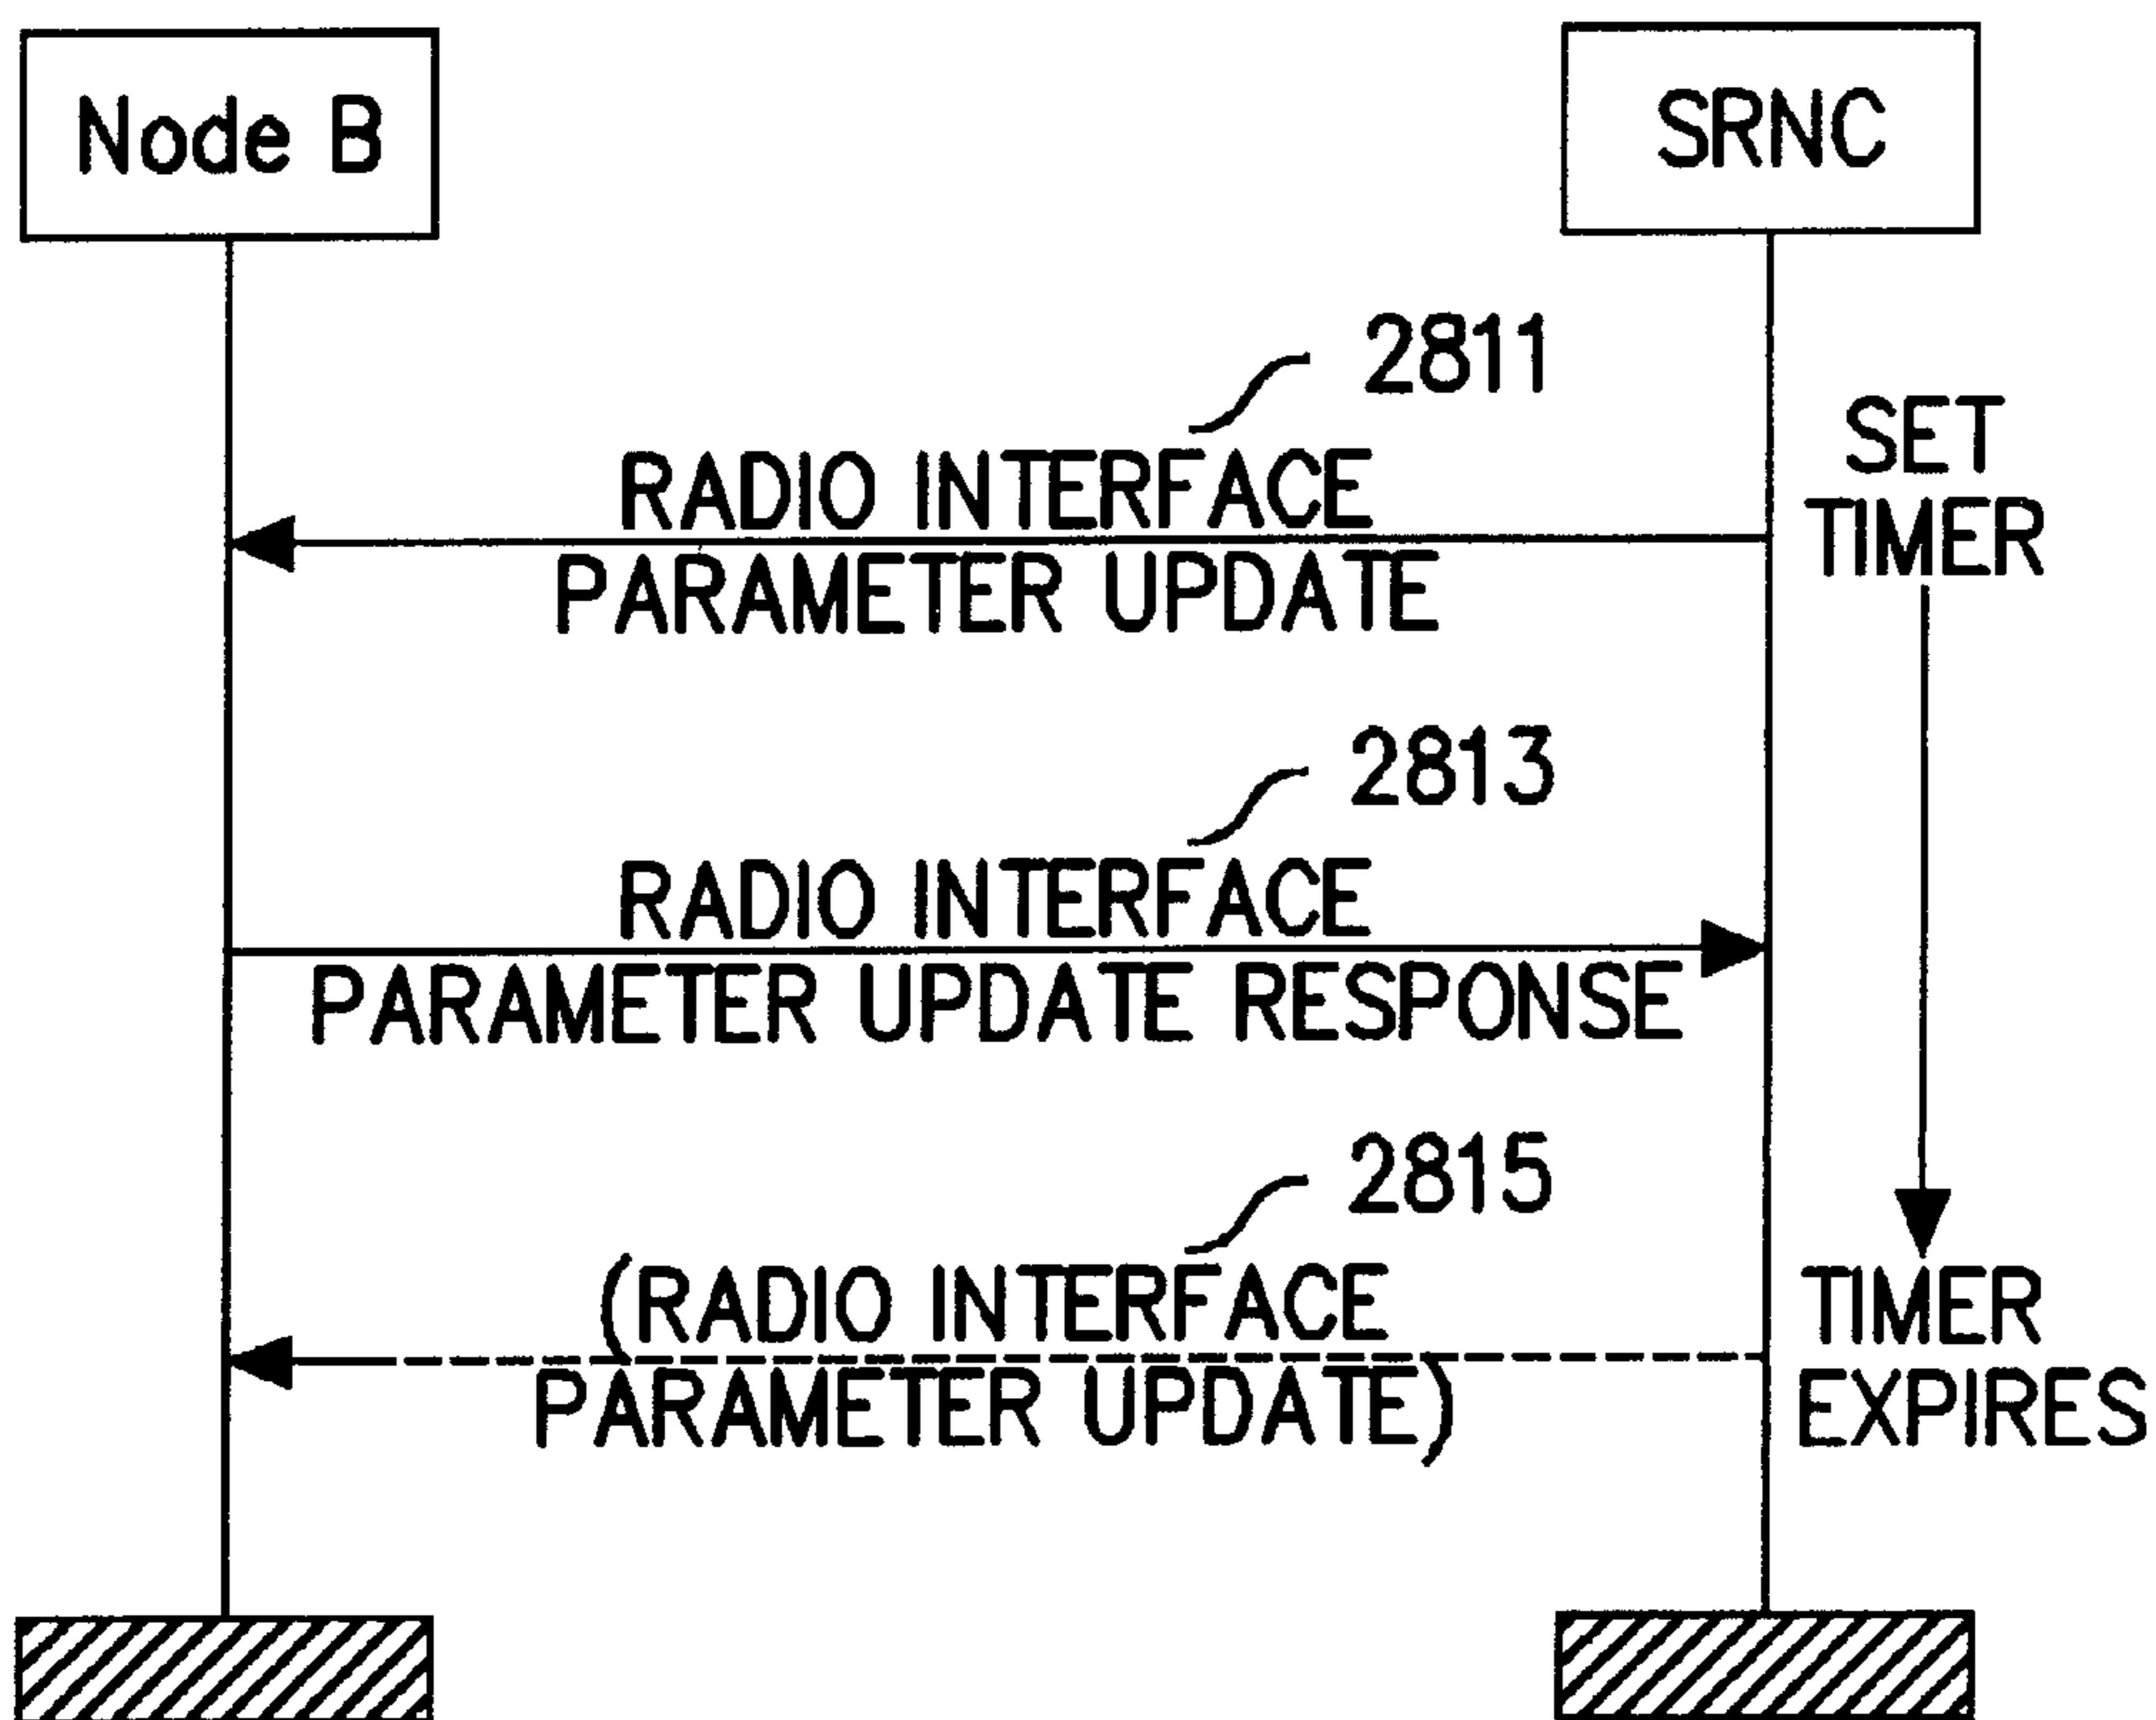 Node B
SRNC
2811
SET
TIMER
RADIO INTERFACE
PARAMETER UPDATE
2813
RADIO INTERFACE
PARAMETER UPDATE RESPONSE
2815
(RADIO INTERFACE
PARAMETER UPDATE)
TIMER
EXPIRES